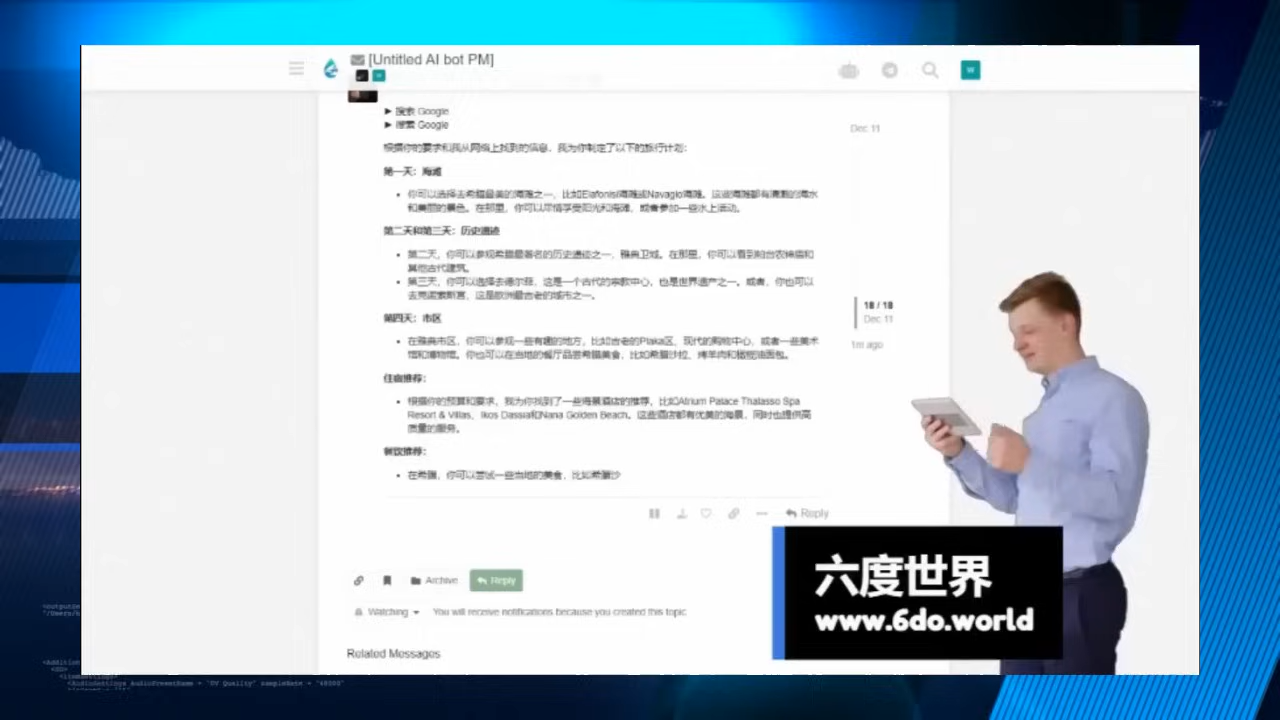 [Untitled AI bot PM]
▶ 搜索 Google
▶ 搜索 Google
Dec 11
根据你的要求和我从网络上找到的信息，我为你制定了以下的旅行计划：
第一天：海滩
• 你可以选择去希腊最美的海滩之一，比如Elafonisi海滩或Navagio海滩。这些海滩都有清澈的海水
和美丽的景色。在那里，你可以尽情享受阳光和海滩，或者参加一些水上活动。
第二天和第三天：历史遗迹
• 第二天，你可以参观希腊最著名的历史遗迹之一，雅典卫城。在那里，你可以看到帕台农神庙和
其他古代建筑。
• 第三天，你可以选择去德尔菲，这是一个古代的宗教中心，也是世界遗产之一。或者，你也可以
去克诺索斯宫，这是欧洲最古老的城市之一。
18 / 18
Dec 11
第四天：市区
• 在雅典市区，你可以参观一些有趣的地方，比如古老的Plaka区，现代的购物中心，或者一些美术
馆和博物馆。你也可以在当地的餐厅品尝希腊美食，比如希腊沙拉、烤羊肉和橄榄油面包。
1m ago
住宿推荐：
• 根据你的预算和要求，我为你找到了一些海景酒店的推荐，比如Atrium Palace Thalasso Spa
Resort & Villas、Ikos Dassia和Nana Golden Beach。这些酒店都有优美的海景，同时也提供高
质量的服务。
餐饮推荐：
• 在希腊，你可以尝试一些当地的美食，比如希腊沙
Reply
Archive
Reply
Watching
You will receive notifications because you created this topic
Related Messages
六度世界
www.6do.world